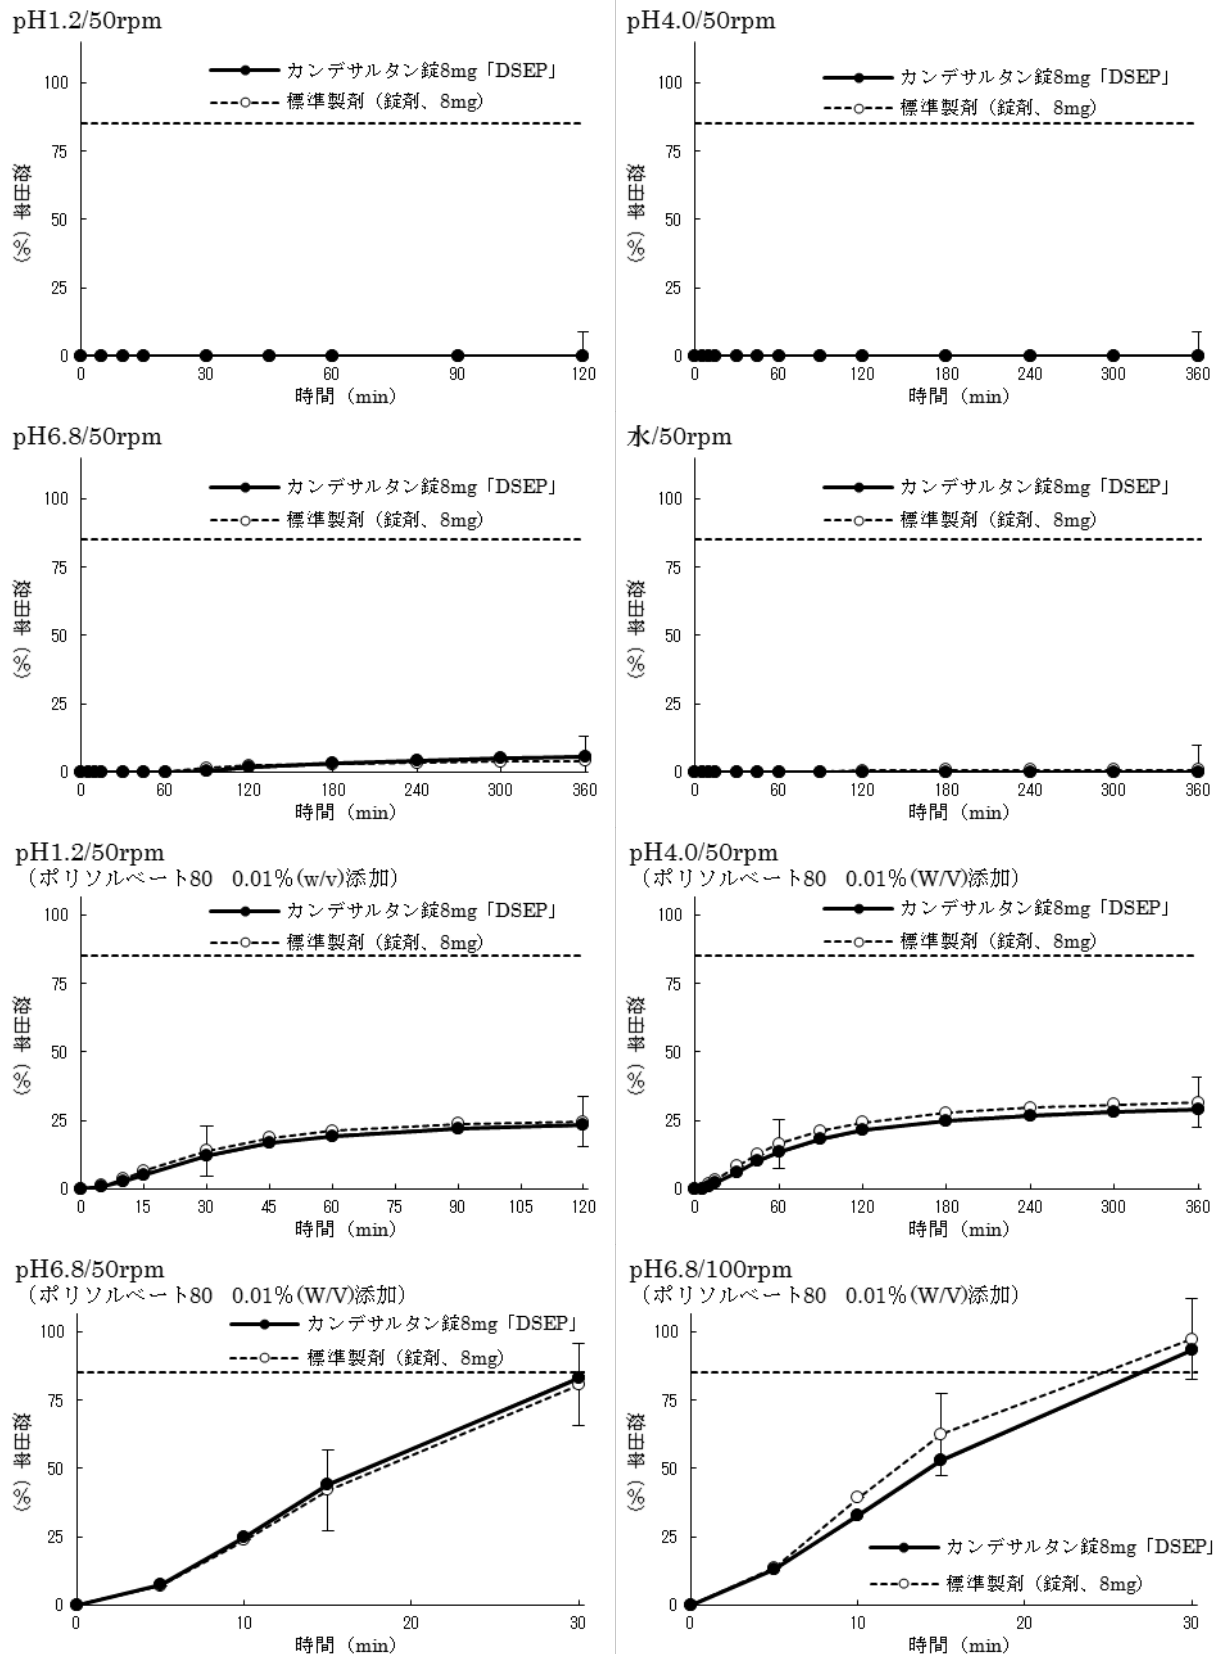 pH1.2/50rpm
カンデサルタン錠8mg「DSEP」
標準製剤（錠剤、8mg)
100
75
50
25
0
溶出率（%）
0 30 60 90 120
時間（min）
pH4.0/50rpm
カンデサルタン錠8mg「DSEP」
標準製剤（錠剤、8mg)
100
75
50
25
0
溶出率（%）
0 60 120 180 240 300 360
時間（min）
pH6.8/50rpm
カンデサルタン錠8mg「DSEP」
標準製剤（錠剤、8mg)
100
75
50
25
0
溶出率（%）
0 60 120 180 240 300 360
時間（min）
水/50rpm
カンデサルタン錠8mg「DSEP」
標準製剤（錠剤、8mg)
100
75
50
25
0
溶出率（%）
0 60 120 180 240 300 360
時間（min）
pH1.2/50rpm
（ポリソルベート80　0.01%(w/v)添加）
カンデサルタン錠8mg「DSEP」
標準製剤（錠剤、8mg)
100
75
50
25
0
溶出率（%）
0 15 30 45 60 75 90 105 120
時間（min）
pH4.0/50rpm
（ポリソルベート80　0.01%(W/V)添加）
カンデサルタン錠8mg「DSEP」
標準製剤（錠剤、8mg)
100
75
50
25
0
溶出率（%）
0 60 120 180 240 300 360
時間（min）
pH6.8/50rpm
（ポリソルベート80　0.01%(W/V)添加）
カンデサルタン錠8mg「DSEP」
標準製剤（錠剤、8mg)
100
75
50
25
0
溶出率（%）
0 10 20 30
時間（min）
pH6.8/100rpm
（ポリソルベート80　0.01%(W/V)添加）
100
75
50
25
0
溶出率（%）
カンデサルタン錠8mg「DSEP」
標準製剤（錠剤、8mg)
0 10 20 30
時間（min）